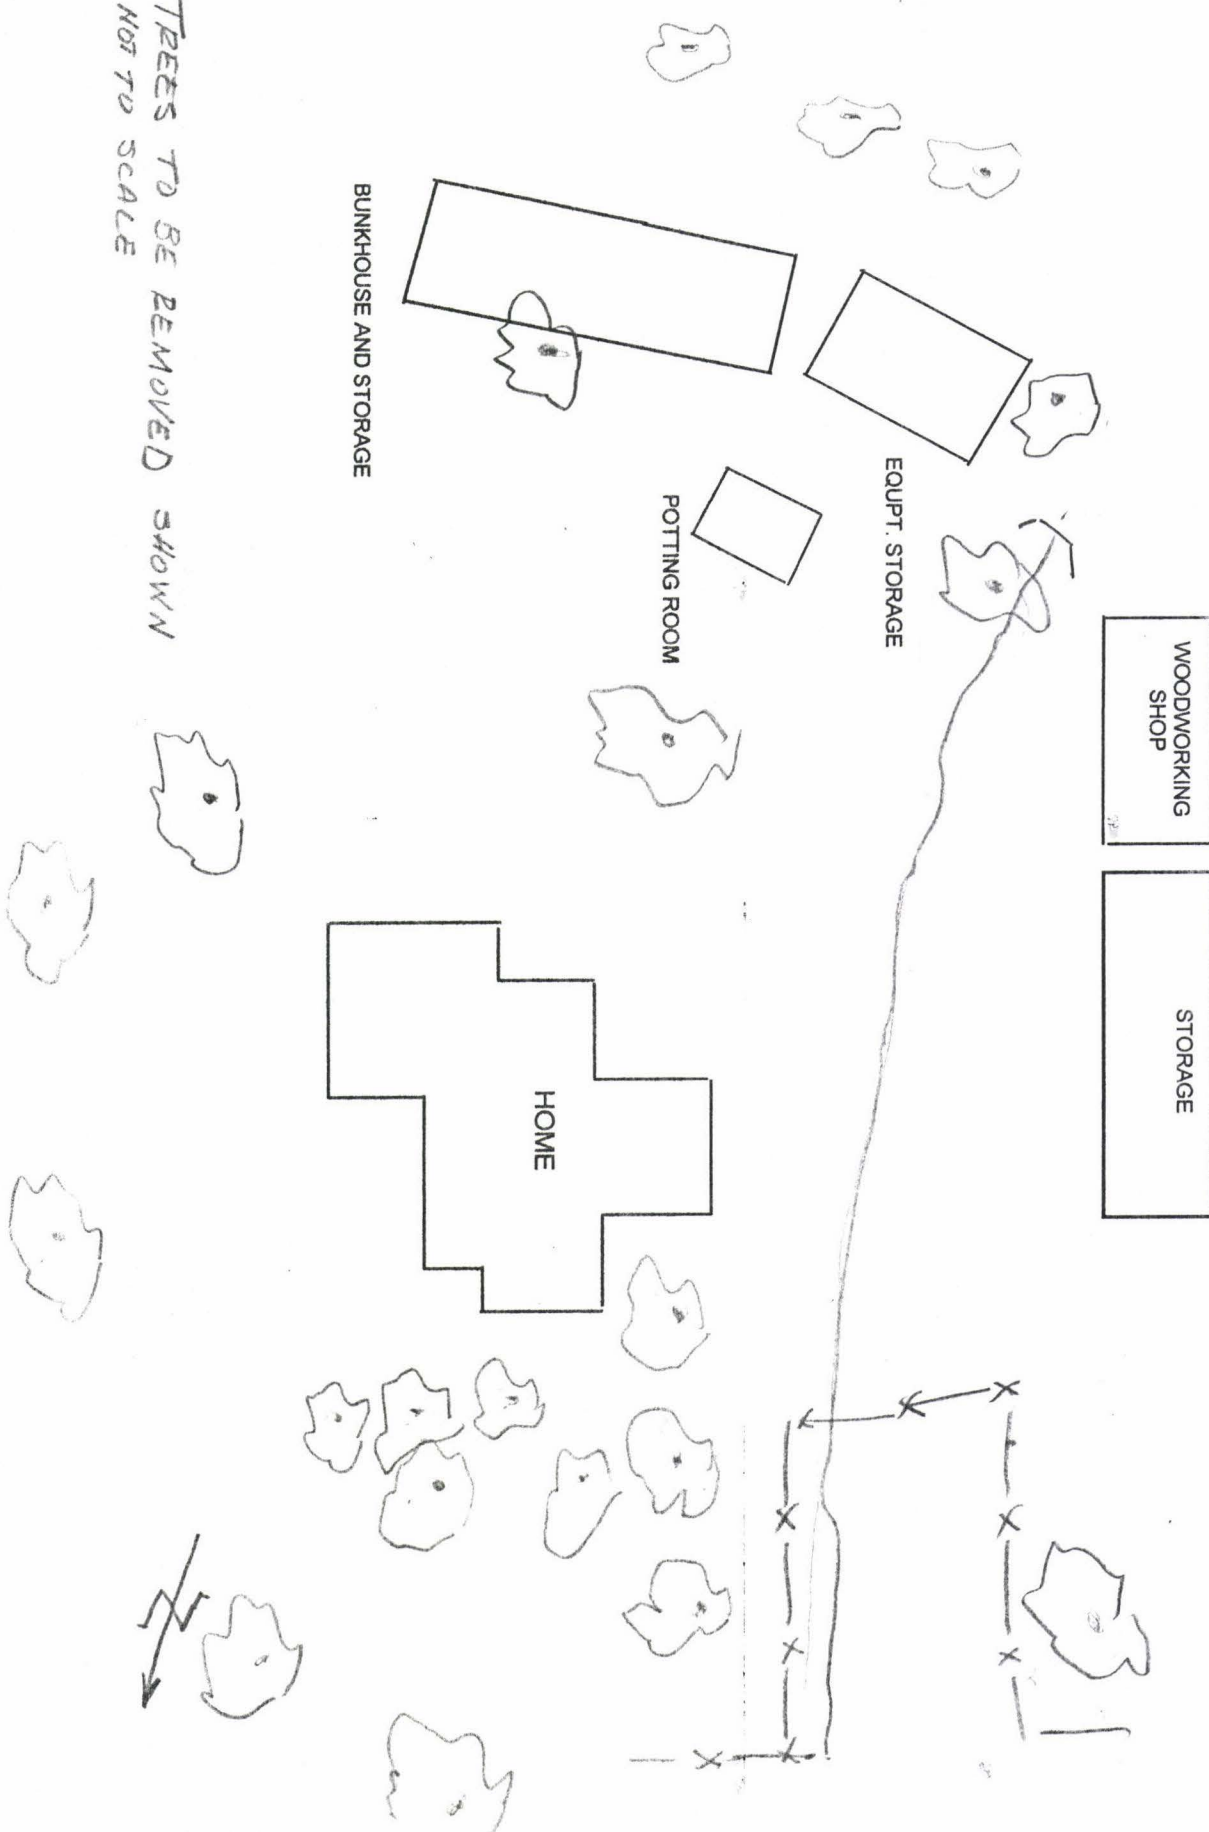 WOODWORKING
SHOP
STORAGE
EQUPT. STORAGE
POTTING ROOM
HOME
BUNKHOUSE AND STORAGE
N
TREES TO BE REMOVED SHOWN
NOT TO SCALE